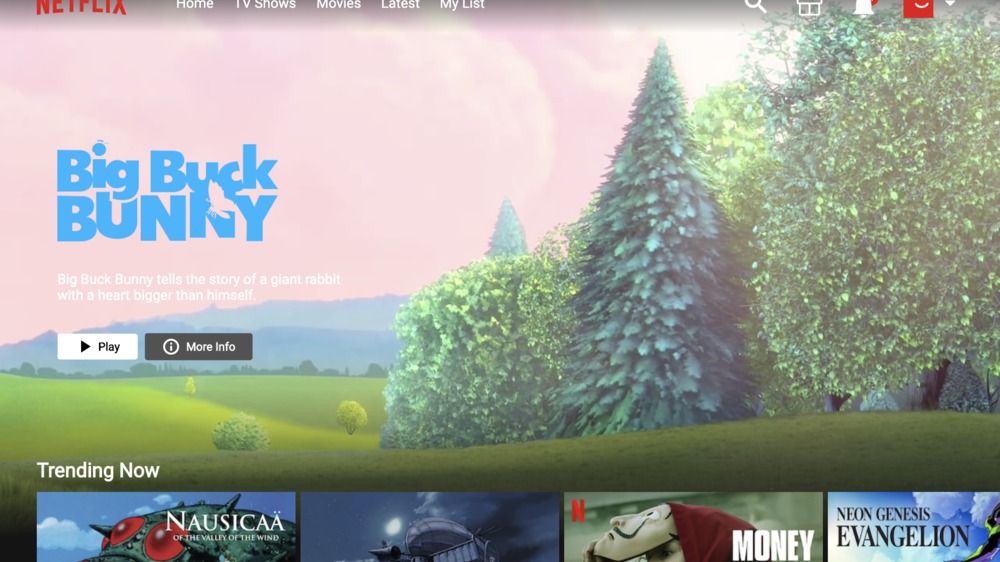 NETFLIX
Home TV Shows Movies Latest My List
Big Buck
BUNNY
Big Buck Bunny tells the story of a giant rabbit
with a heart bigger than himself.
Play More Info
Trending Now
NAUSICAÄ
OF THE VALLEY OF THE WIND
N
MONEY
NEON GENESIS
EVANGELION